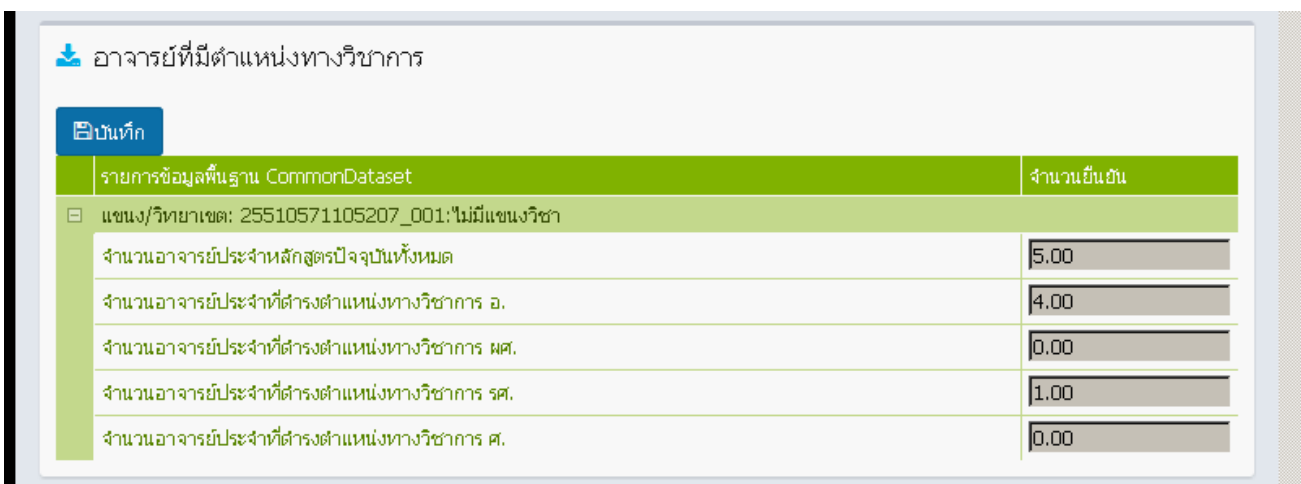 อาจารย์ที่มีตำแหน่งทางวิชาการ
บันทึก
รายการข้อมูลพื้นฐาน CommonDataset จำนวนยืนยัน
แขนง/วิทยาเขต: 25510571105207_001:ไม่มีแขนงวิชา
จำนวนอาจารย์ประจำหลักสูตรปัจจุบันทั้งหมด 5.00
จำนวนอาจารย์ประจำที่ดำรงตำแหน่งทางวิชาการ อ. 4.00
จำนวนอาจารย์ประจำที่ดำรงตำแหน่งทางวิชาการ ผศ. 0.00
จำนวนอาจารย์ประจำที่ดำรงตำแหน่งทางวิชาการ รศ. 1.00
จำนวนอาจารย์ประจำที่ดำรงตำแหน่งทางวิชาการ ศ. 0.00